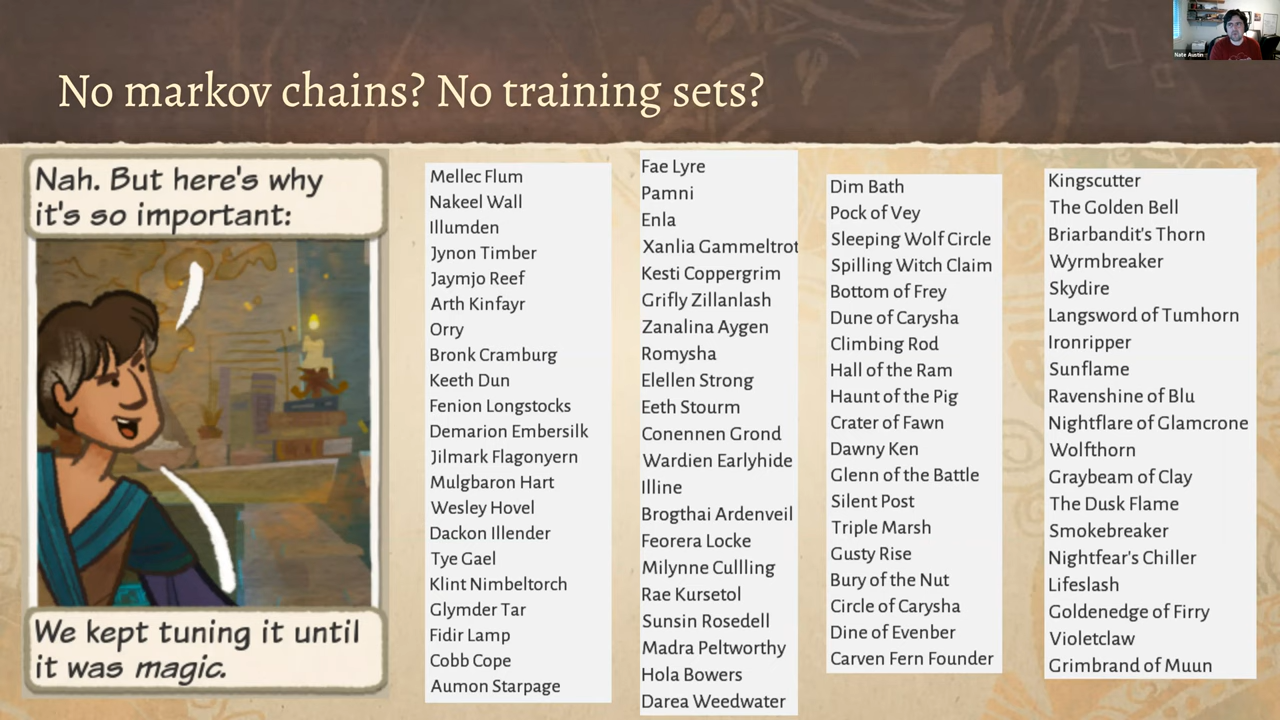 Nate Austin
No markov chains? No training sets?
Nah. But here's why
it's so important:
We kept tuning it until
it was magic.
Mellec Flum
Nakeel Wall
Illumden
Jynon Timber
Jaymjo Reef
Arth Kinfayr
Orry
Bronk Cramburg
Keeth Dun
Fenion Longstocks
Demarion Embersilk
Jilmark Flagonyern
Mulgbaron Hart
Wesley Hovel
Dackon Illender
Tye Gael
Klint Nimbeltorch
Glymder Tar
Fidir Lamp
Cobb Cope
Aumon Starpage
Fae Lyre
Pamni
Enla
Xanlia Gammeltrot
Kesti Coppergrim
Grifly Zillanlash
Zanalina Aygen
Romysha
Elellen Strong
Eeth Stourm
Conennen Grond
Wardien Earlyhide
Illine
Brogthai Ardenveil
Feorera Locke
Milynne Cullling
Rae Kursetol
Sunsin Rosedell
Madra Peltworthy
Hola Bowers
Darea Weedwater
Dim Bath
Pock of Vey
Sleeping Wolf Circle
Spilling Witch Claim
Bottom of Frey
Dune of Carysha
Climbing Rod
Hall of the Ram
Haunt of the Pig
Crater of Fawn
Dawny Ken
Glenn of the Battle
Silent Post
Triple Marsh
Gusty Rise
Bury of the Nut
Circle of Carysha
Dine of Evenber
Carven Fern Founder
Kingscutter
The Golden Bell
Briarbandit's Thorn
Wyrmbreaker
Skydire
Langsword of Tumhorn
Ironripper
Sunflame
Ravenshine of Blu
Nightflare of Glamcrone
Wolfthorn
Graybeam of Clay
The Dusk Flame
Smokebreaker
Nightfear's Chiller
Lifeslash
Goldenedge of Firry
Violetclaw
Grimbrand of Muun